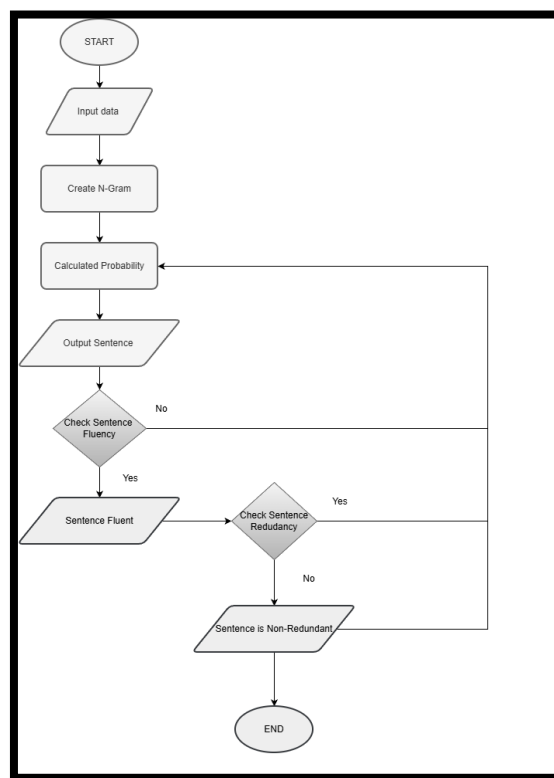 START
Input data
Create N-Gram
Calculated Probability
Output Sentence
Check Sentence
Fluency
No
Yes
Sentence Fluent
Check Sentence
Redudancy
Yes
No
Sentence is Non-Redundant
END